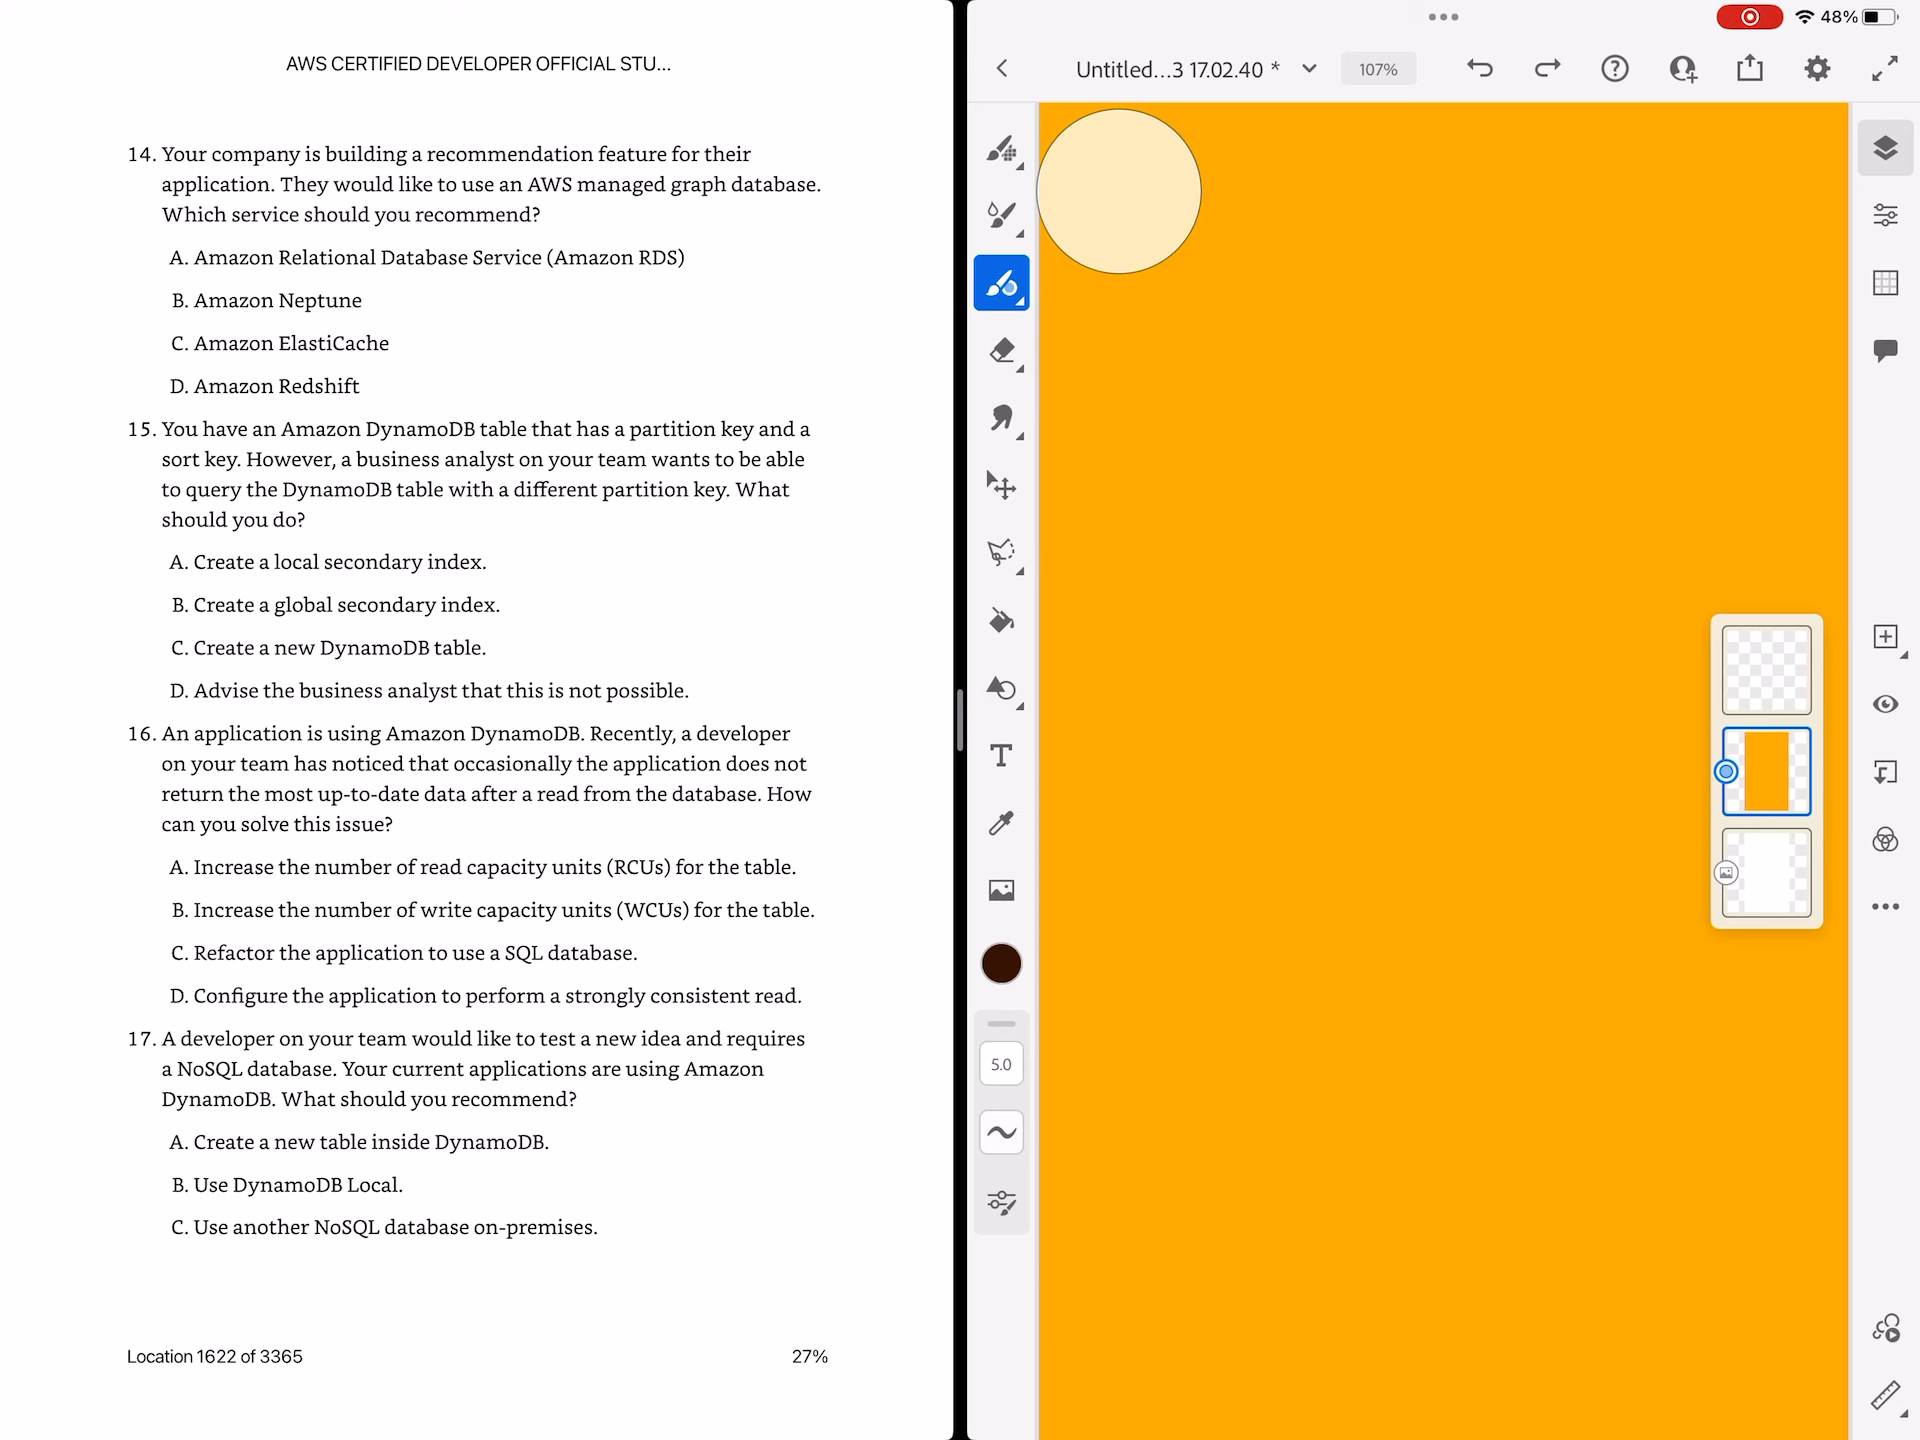 AWS CERTIFIED DEVELOPER OFFICIAL STU...
14. Your company is building a recommendation feature for their
application. They would like to use an AWS managed graph database.
Which service should you recommend?
A. Amazon Relational Database Service (Amazon RDS)
B. Amazon Neptune
C. Amazon ElastiCache
D. Amazon Redshift
15. You have an Amazon DynamoDB table that has a partition key and a
sort key. However, a business analyst on your team wants to be able
to query the DynamoDB table with a different partition key. What
should you do?
A. Create a local secondary index.
B. Create a global secondary index.
C. Create a new DynamoDB table.
D. Advise the business analyst that this is not possible.
16. An application is using Amazon DynamoDB. Recently, a developer
on your team has noticed that occasionally the application does not
return the most up-to-date data after a read from the database. How
can you solve this issue?
A. Increase the number of read capacity units (RCUs) for the table.
B. Increase the number of write capacity units (WCUs) for the table.
C. Refactor the application to use a SQL database.
D. Configure the application to perform a strongly consistent read.
17. A developer on your team would like to test a new idea and requires
a NoSQL database. Your current applications are using Amazon
DynamoDB. What should you recommend?
A. Create a new table inside DynamoDB.
B. Use DynamoDB Local.
C. Use another NoSQL database on-premises.
Location 1622 of 3365
27%
48%
Untitled...3 17.02.40 *
107%
5.0